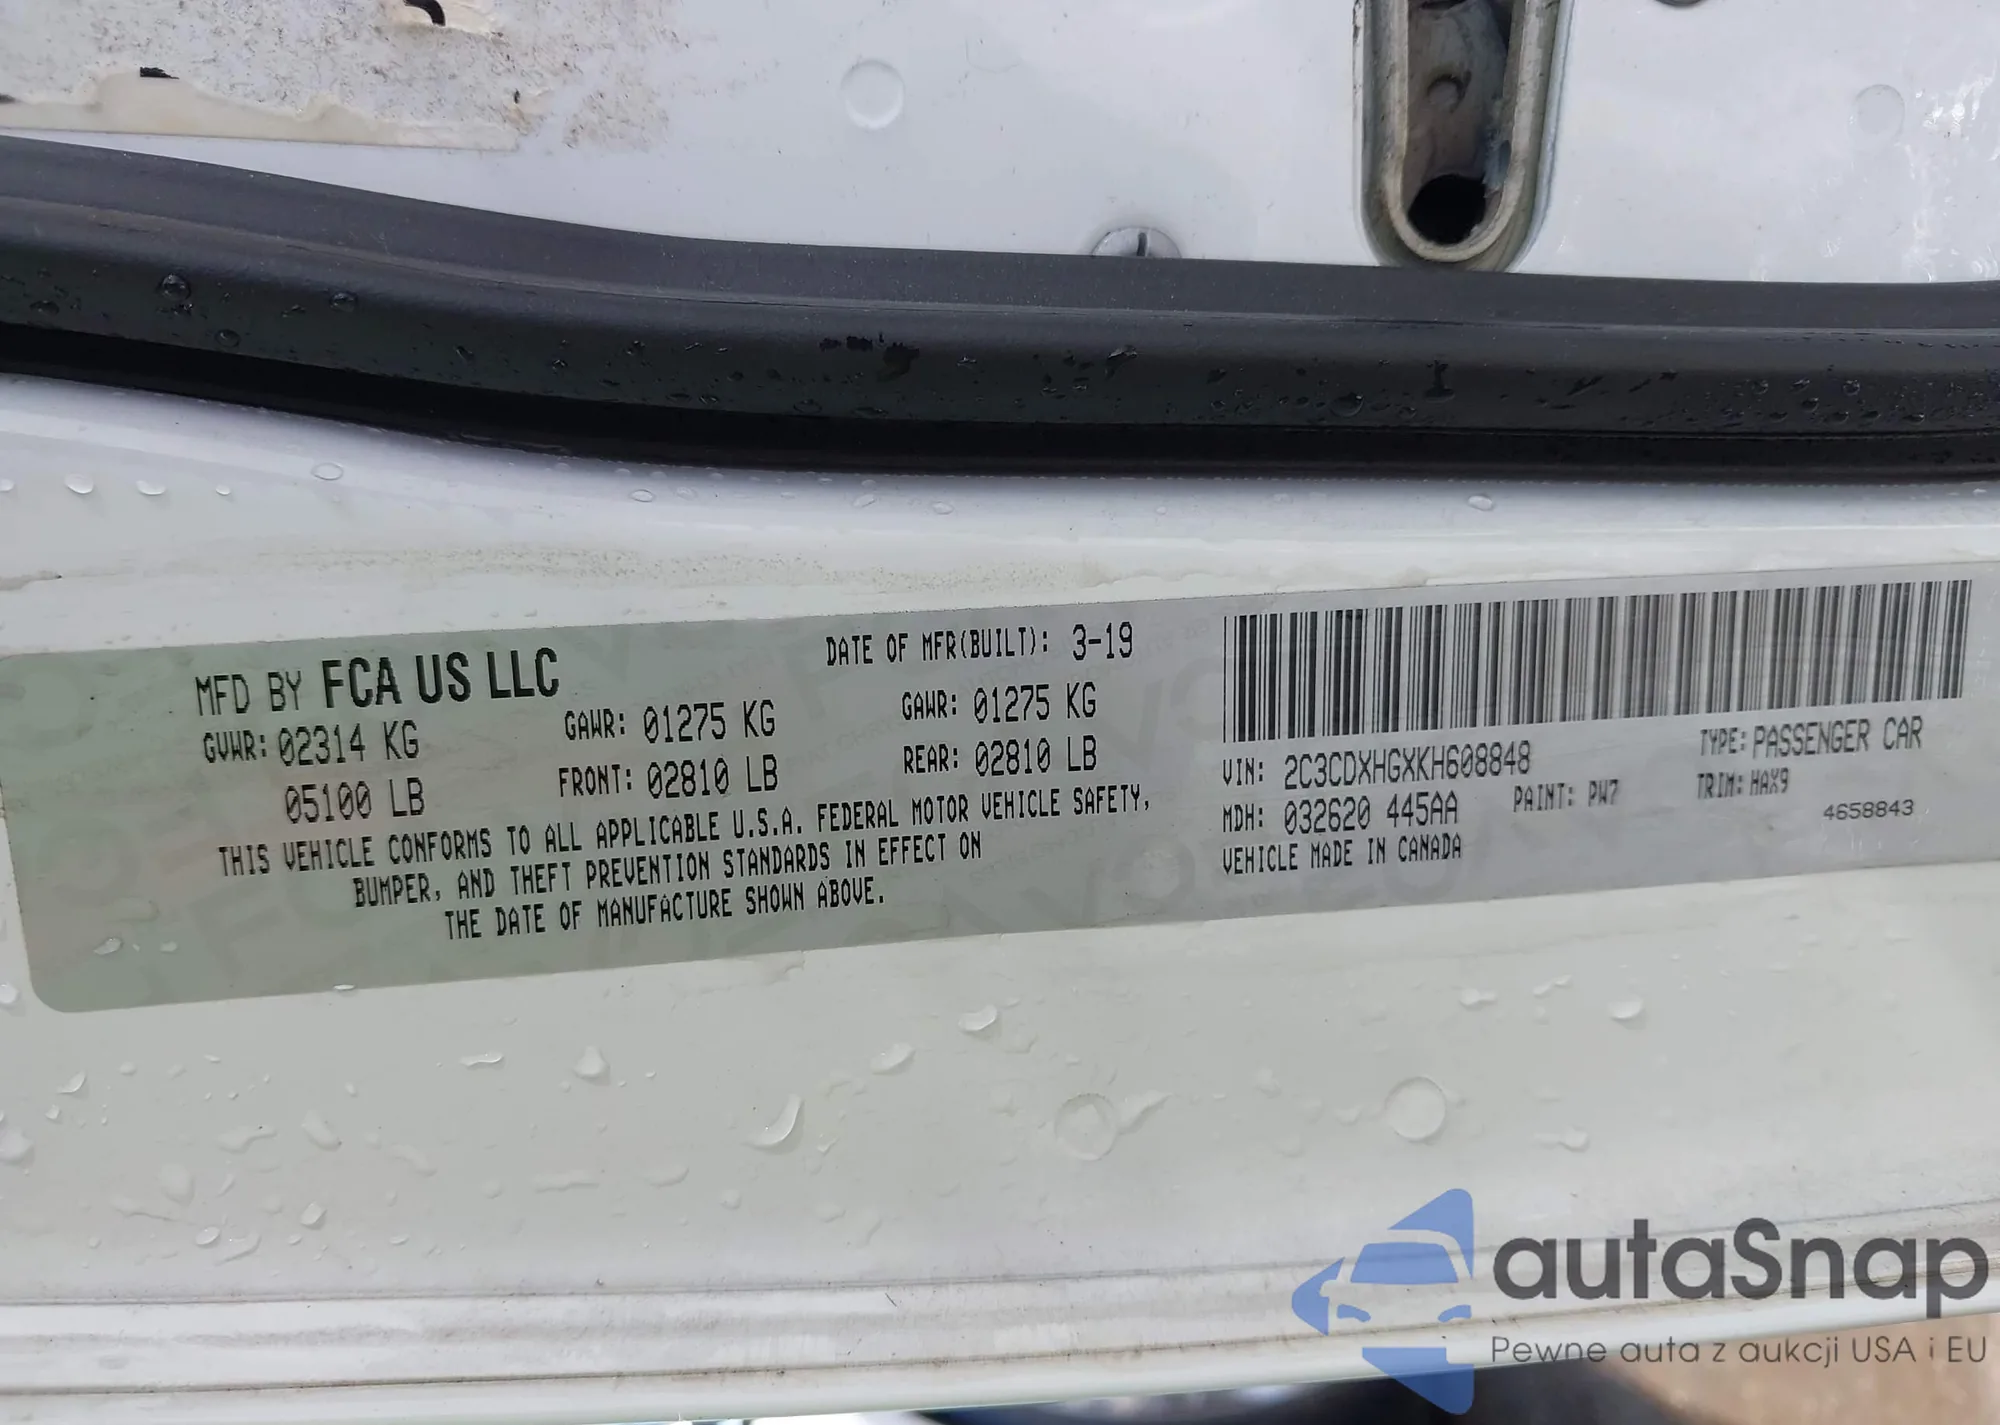 MFD BY FCA US LLC
DATE OF MFR(BUILT): 3-19
GVWR: 02314 KG
GAWR: 01275 KG
GAWR: 01275 KG
05100 LB
FRONT: 02810 LB
REAR: 02810 LB
THIS VEHICLE CONFORMS TO ALL APPLICABLE U.S.A. FEDERAL MOTOR VEHICLE SAFETY,
BUMPER, AND THEFT PREVENTION STANDARDS IN EFFECT ON
THE DATE OF MANUFACTURE SHOWN ABOVE.
VIN: 2C3CDXHGXKH608848
TYPE: PASSENGER CAR
MDH: 032620 445AA
PAINT: PW7
TRIM: HAX9
VEHICLE MADE IN CANADA
4658843
autaSnap
Pewne auta z aukcji USA i EU